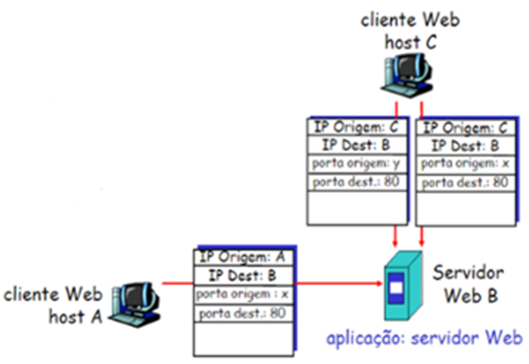 cliente Web
host C
IP Origem: C
IP Dest: B
porta origem: y
porta dest.: 80
IP Origem: C
IP Dest: B
porta origem: x
porta dest.: 80
IP Origem: A
IP Dest: B
porta origem : x
porta dest.: 80
cliente Web
host A
Servidor
Web B
aplicação: servidor Web